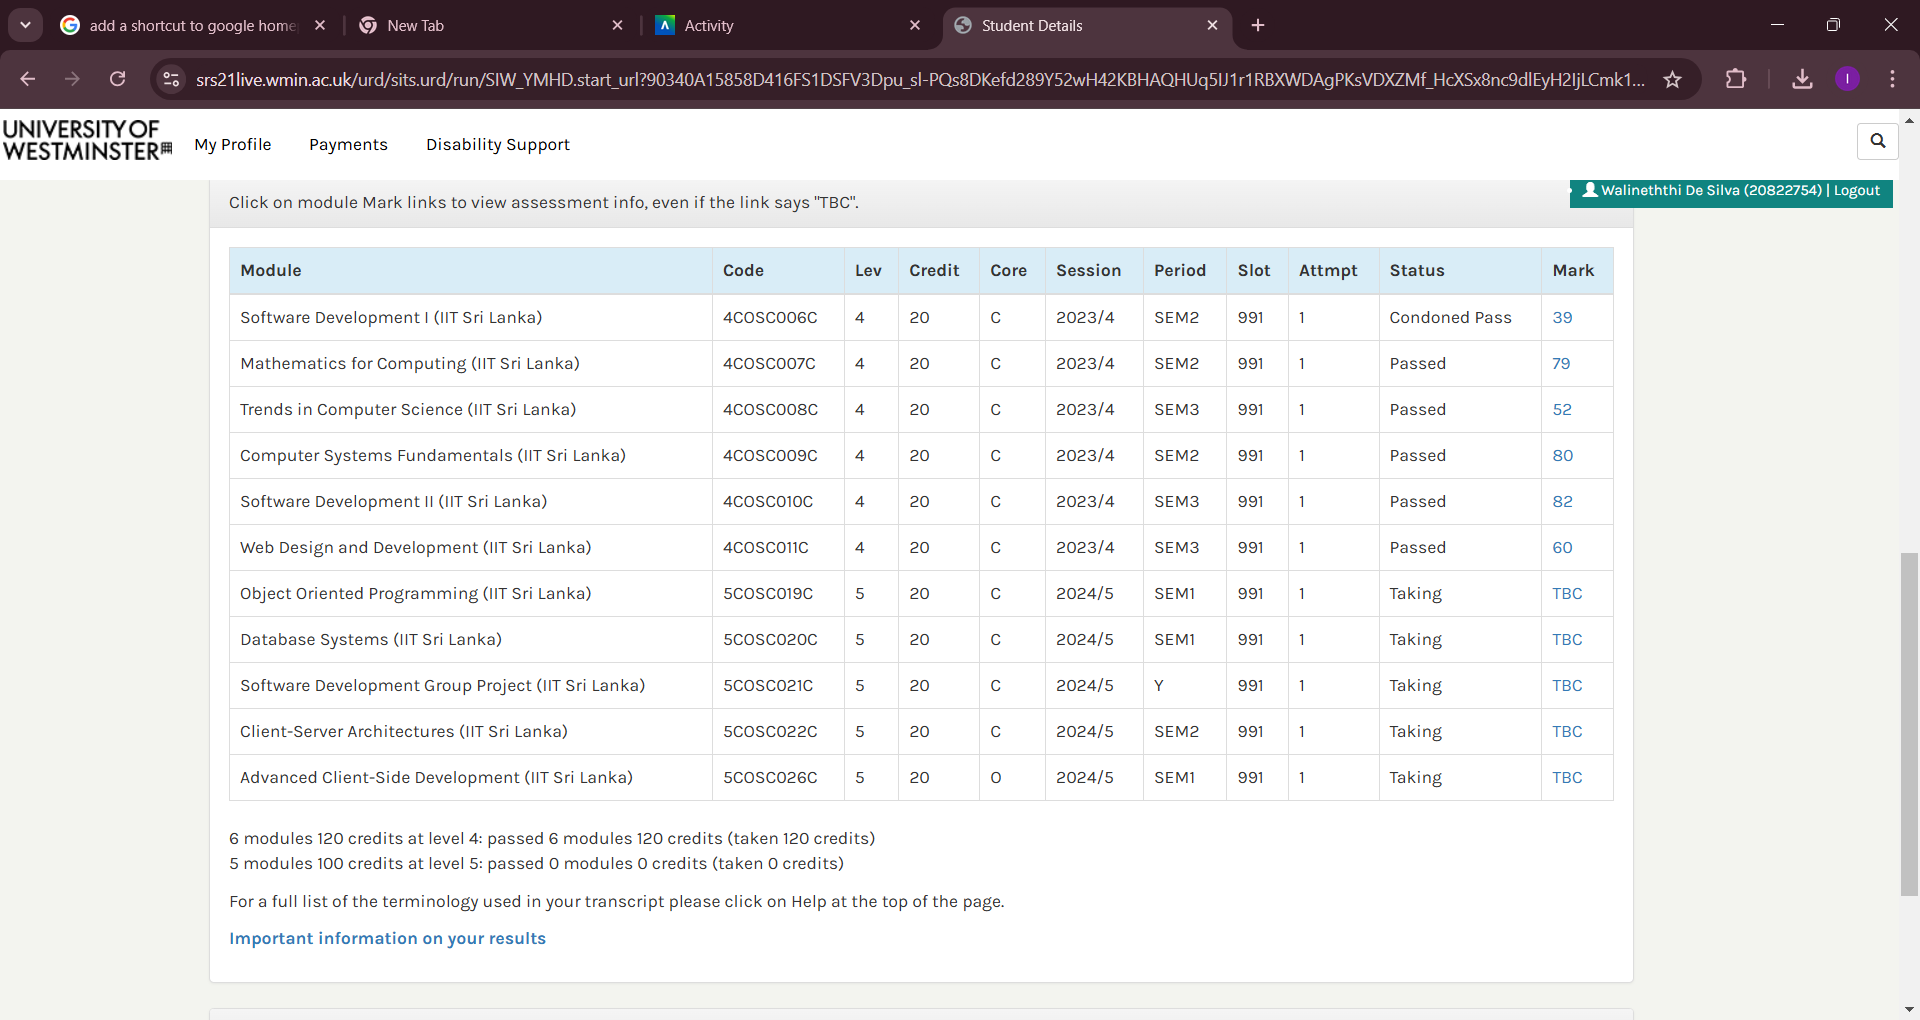 add a shortcut to google home
New Tab
Activity
Student Details
srs21live.wmin.ac.uk/urd/sits.urd/run/SIW_YMHD.start_url?90340A15858D416FS1DSFV3Dpu_sl-PQs8DKefd289Y52wH42KBHAQHUq5IJ1r1RBXWDAgPKsVDXZMf_HcXSx8nc9dlEyH2IjLCmk1...
I
UNIVERSITY OF
WESTMINSTER
My Profile Payments Disability Support
Walineththi De Silva (20822754) | Logout
Click on module Mark links to view assessment info, even if the link says "TBC".
Module Code Lev Credit Core Session Period Slot Attmpt Status Mark
Software Development I (IIT Sri Lanka) 4COSC006C 4 20 C 2023/4 SEM2 991 1 Condoned Pass 39
Mathematics for Computing (IIT Sri Lanka) 4COSC007C 4 20 C 2023/4 SEM2 991 1 Passed 79
Trends in Computer Science (IIT Sri Lanka) 4COSC008C 4 20 C 2023/4 SEM3 991 1 Passed 52
Computer Systems Fundamentals (IIT Sri Lanka) 4COSC009C 4 20 C 2023/4 SEM2 991 1 Passed 80
Software Development II (IIT Sri Lanka) 4COSC010C 4 20 C 2023/4 SEM3 991 1 Passed 82
Web Design and Development (IIT Sri Lanka) 4COSC011C 4 20 C 2023/4 SEM3 991 1 Passed 60
Object Oriented Programming (IIT Sri Lanka) 5COSC019C 5 20 C 2024/5 SEM1 991 1 Taking TBC
Database Systems (IIT Sri Lanka) 5COSC020C 5 20 C 2024/5 SEM1 991 1 Taking TBC
Software Development Group Project (IIT Sri Lanka) 5COSC021C 5 20 C 2024/5 Y 991 1 Taking TBC
Client-Server Architectures (IIT Sri Lanka) 5COSC022C 5 20 C 2024/5 SEM2 991 1 Taking TBC
Advanced Client-Side Development (IIT Sri Lanka) 5COSC026C 5 20 O 2024/5 SEM1 991 1 Taking TBC
6 modules 120 credits at level 4: passed 6 modules 120 credits (taken 120 credits)
5 modules 100 credits at level 5: passed 0 modules 0 credits (taken 0 credits)
For a full list of the terminology used in your transcript please click on Help at the top of the page.
Important information on your results